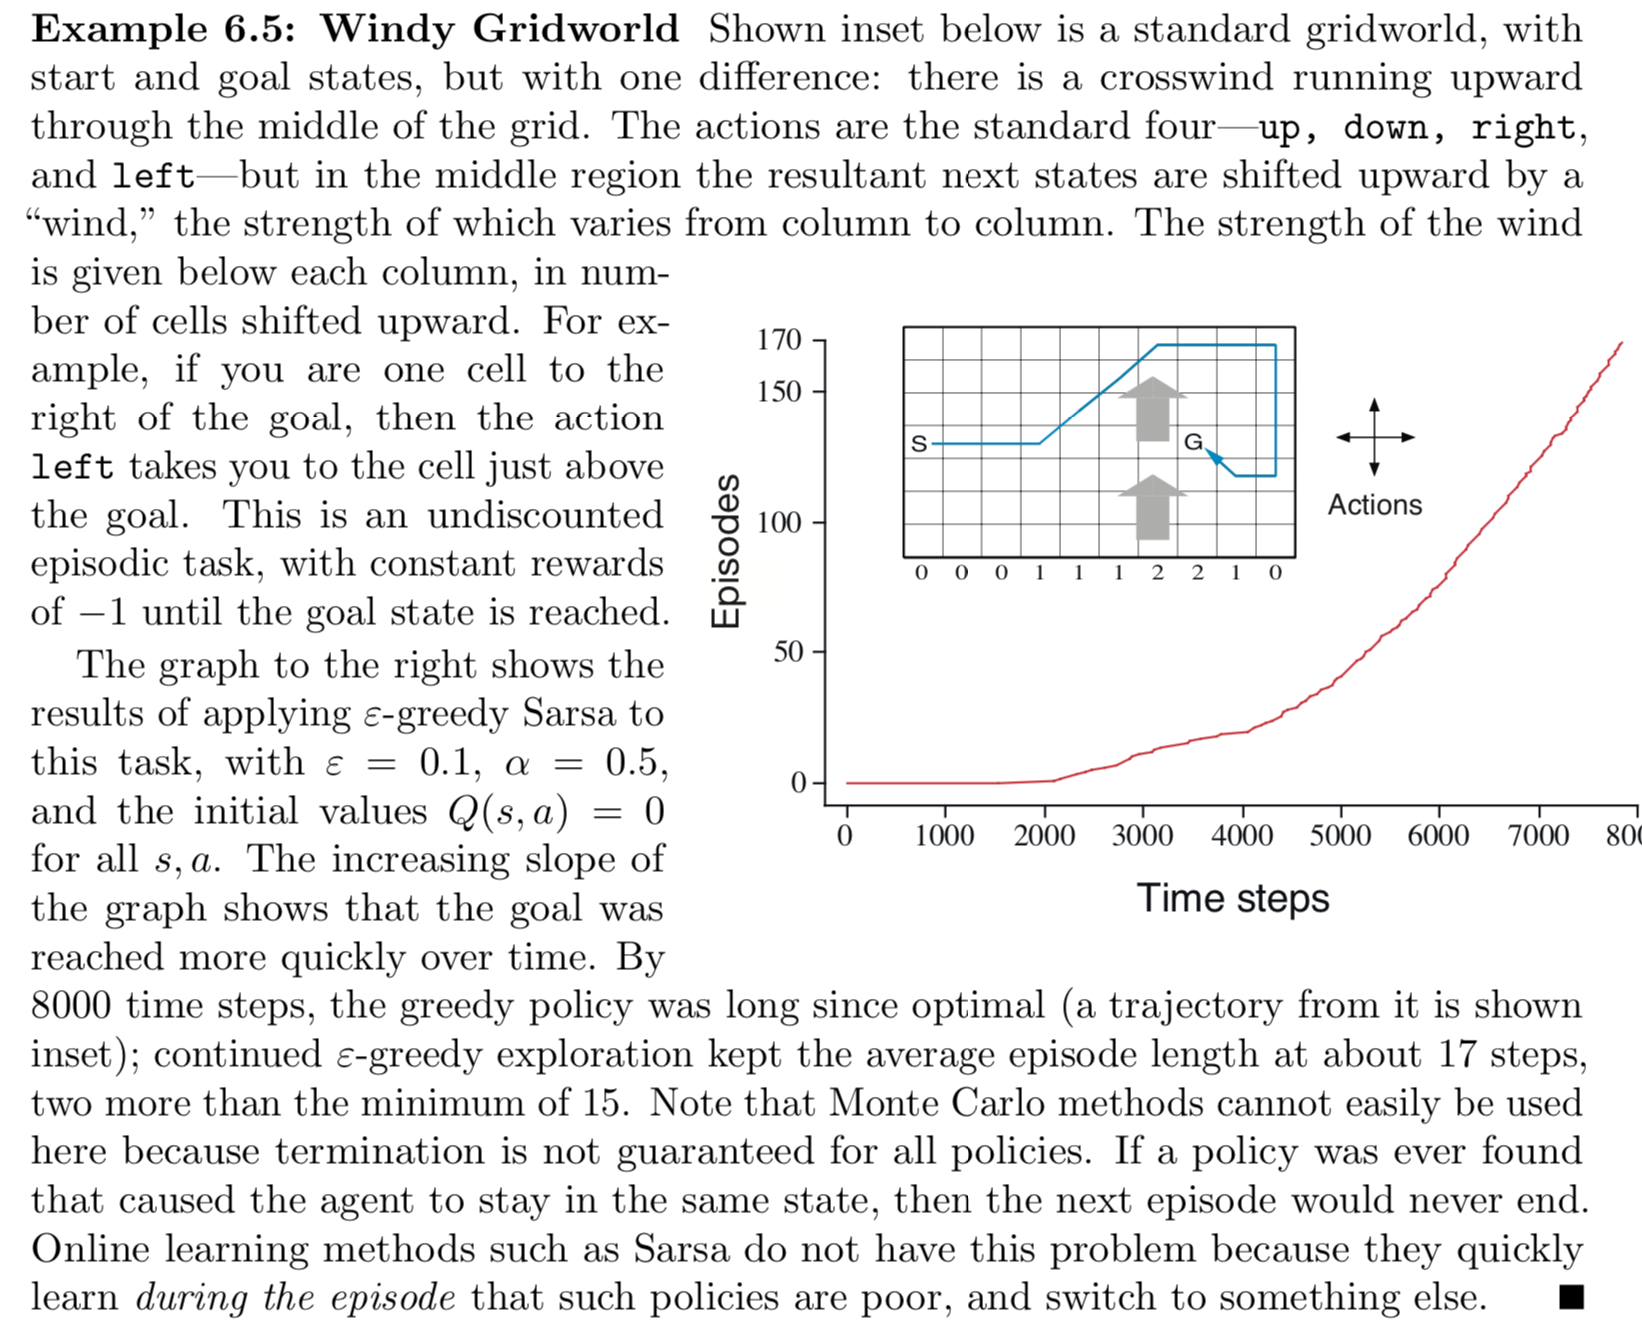 Example 6.5: Windy Gridworld Shown inset below is a standard gridworld, with
start and goal states, but with one difference: there is a crosswind running upward
through the middle of the grid. The actions are the standard four—up, down, right,
and left—but in the middle region the resultant next states are shifted upward by a
“wind,” the strength of which varies from column to column. The strength of the wind
is given below each column, in num-
ber of cells shifted upward. For ex-
ample, if you are one cell to the
right of the goal, then the action
left takes you to the cell just above
the goal. This is an undiscounted
episodic task, with constant rewards
of −1 until the goal state is reached.
The graph to the right shows the
results of applying ε-greedy Sarsa to
this task, with ε = 0.1, α = 0.5,
and the initial values Q(s, a) = 0
for all s, a. The increasing slope of
the graph shows that the goal was
reached more quickly over time. By
170
150
100
50
0
Episodes
S
G
0 0 0 1 1 1 2 2 1 0
Actions
0 1000 2000 3000 4000 5000 6000 7000 800
Time steps
8000 time steps, the greedy policy was long since optimal (a trajectory from it is shown
inset); continued ε-greedy exploration kept the average episode length at about 17 steps,
two more than the minimum of 15. Note that Monte Carlo methods cannot easily be used
here because termination is not guaranteed for all policies. If a policy was ever found
that caused the agent to stay in the same state, then the next episode would never end.
Online learning methods such as Sarsa do not have this problem because they quickly
learn during the episode that such policies are poor, and switch to something else. ■